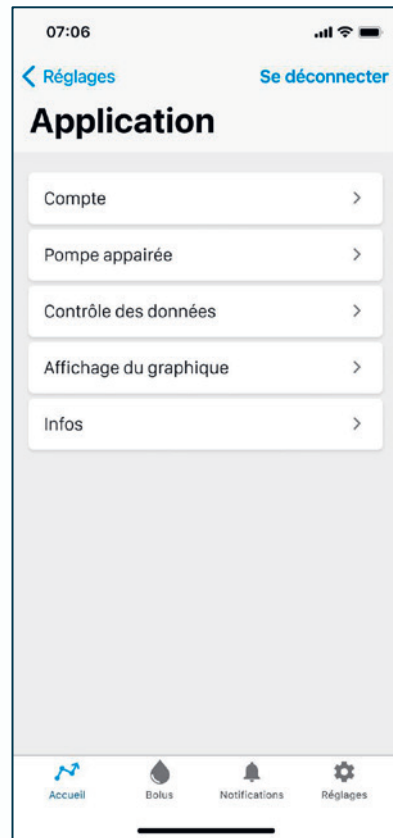 07:06
Réglages
Se déconnecter
Application
Compte
Pompe appairée
Contrôle des données
Affichage du graphique
Infos
Accueil
Bolus
Notifications
Réglages